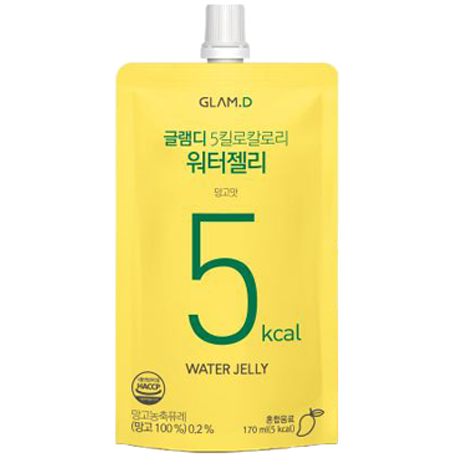 GLAM.D
글램디 5킬로칼로리
워터젤리
망고맛
5 kcal
WATER JELLY
HACCP
망고농축퓨레
(망고 100%) 0.2%
혼합음료
170 ml(5 kcal)